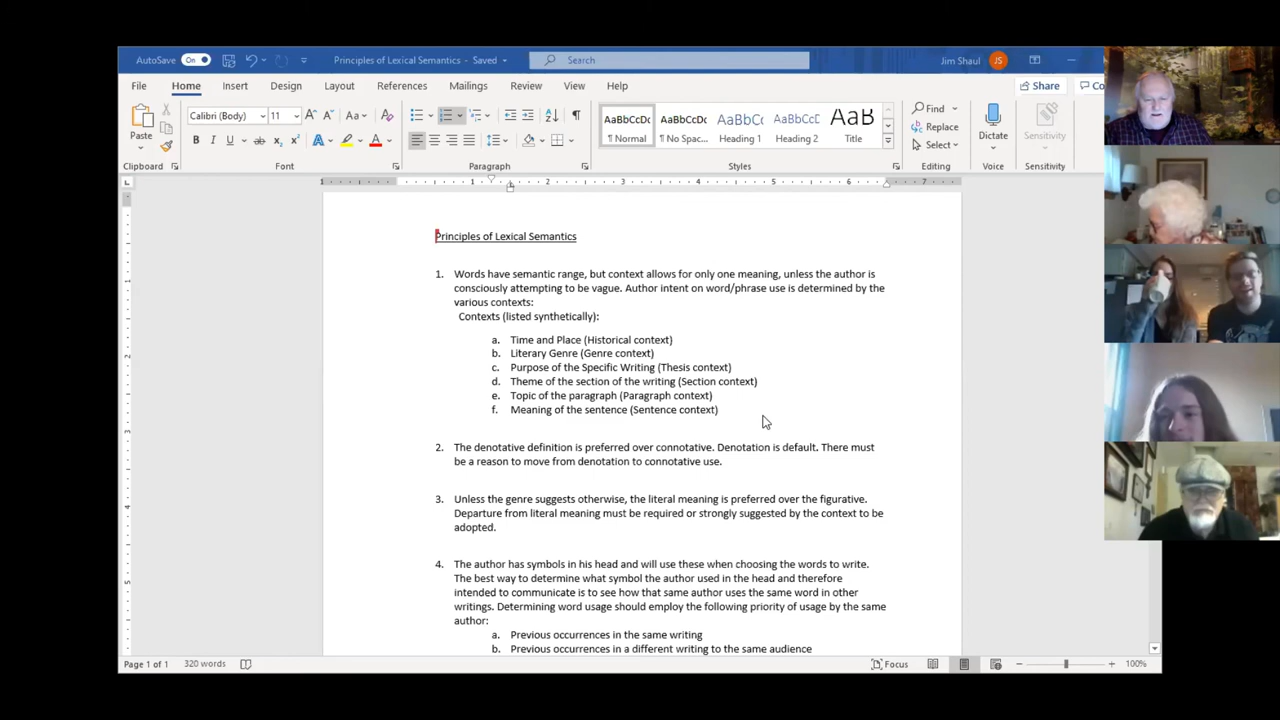 AutoSave On Principles of Lexical Semantics - Saved Search Jim Shaul JS
File Home Insert Design Layout References Mailings Review View Help Share Co
Paste Calibri (Body) 11 Aa AaBbCcDc AaBbCcDc AaBbCc AaBbCcD AaB Find Replace Select Dictate Sensitivity
B I U ab A A ¶ Normal No Spac... Heading 1 Heading 2 Title
Clipboard Font Paragraph Styles Editing Voice Sensitivity
1 1 2 3 4 5 6 7
Principles of Lexical Semantics
1. Words have semantic range, but context allows for only one meaning, unless the author is
consciously attempting to be vague. Author intent on word/phrase use is determined by the
various contexts:
Contexts (listed synthetically):
a. Time and Place (Historical context)
b. Literary Genre (Genre context)
c. Purpose of the Specific Writing (Thesis context)
d. Theme of the section of the writing (Section context)
e. Topic of the paragraph (Paragraph context)
f. Meaning of the sentence (Sentence context)
2. The denotative definition is preferred over connotative. Denotation is default. There must
be a reason to move from denotation to connotative use.
3. Unless the genre suggests otherwise, the literal meaning is preferred over the figurative.
Departure from literal meaning must be required or strongly suggested by the context to be
adopted.
4. The author has symbols in his head and will use these when choosing the words to write.
The best way to determine what symbol the author used in the head and therefore
intended to communicate is to see how that same author uses the same word in other
writings. Determining word usage should employ the following priority of usage by the same
author:
a. Previous occurrences in the same writing
b. Previous occurrences in a different writing to the same audience
Page 1 of 1 320 words Focus 100%